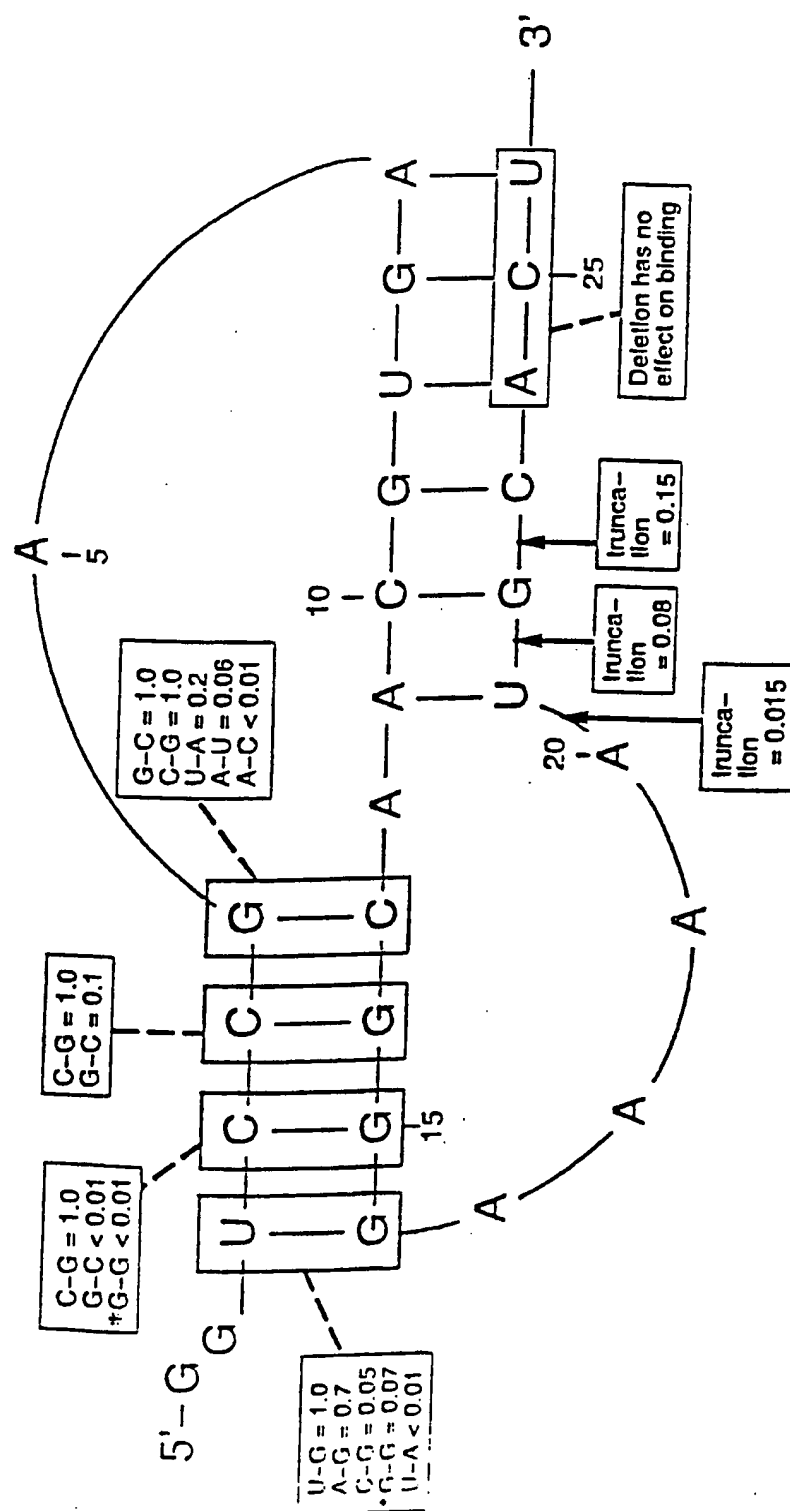 A
5
C-G = 1.0
G-C = 0.1
C-G = 1.0
G-C < 0.01
*G-G < 0.01
G-C = 1.0
C-G = 1.0
U-A = 0.2
A-U = 0.06
A-C < 0.01
5'-G G U C C G
10
G G G C A A C G U G A
15
U-G = 1.0
A-G = 0.7
C-G = 0.05
*G-G = 0.07
U-A < 0.01
U G C A C U 3'
20
25
A A A A
Trunca-
tion
= 0.015
Trunca-
tion
= 0.08
Trunca-
tion
= 0.15
Deletion has no
effect on binding